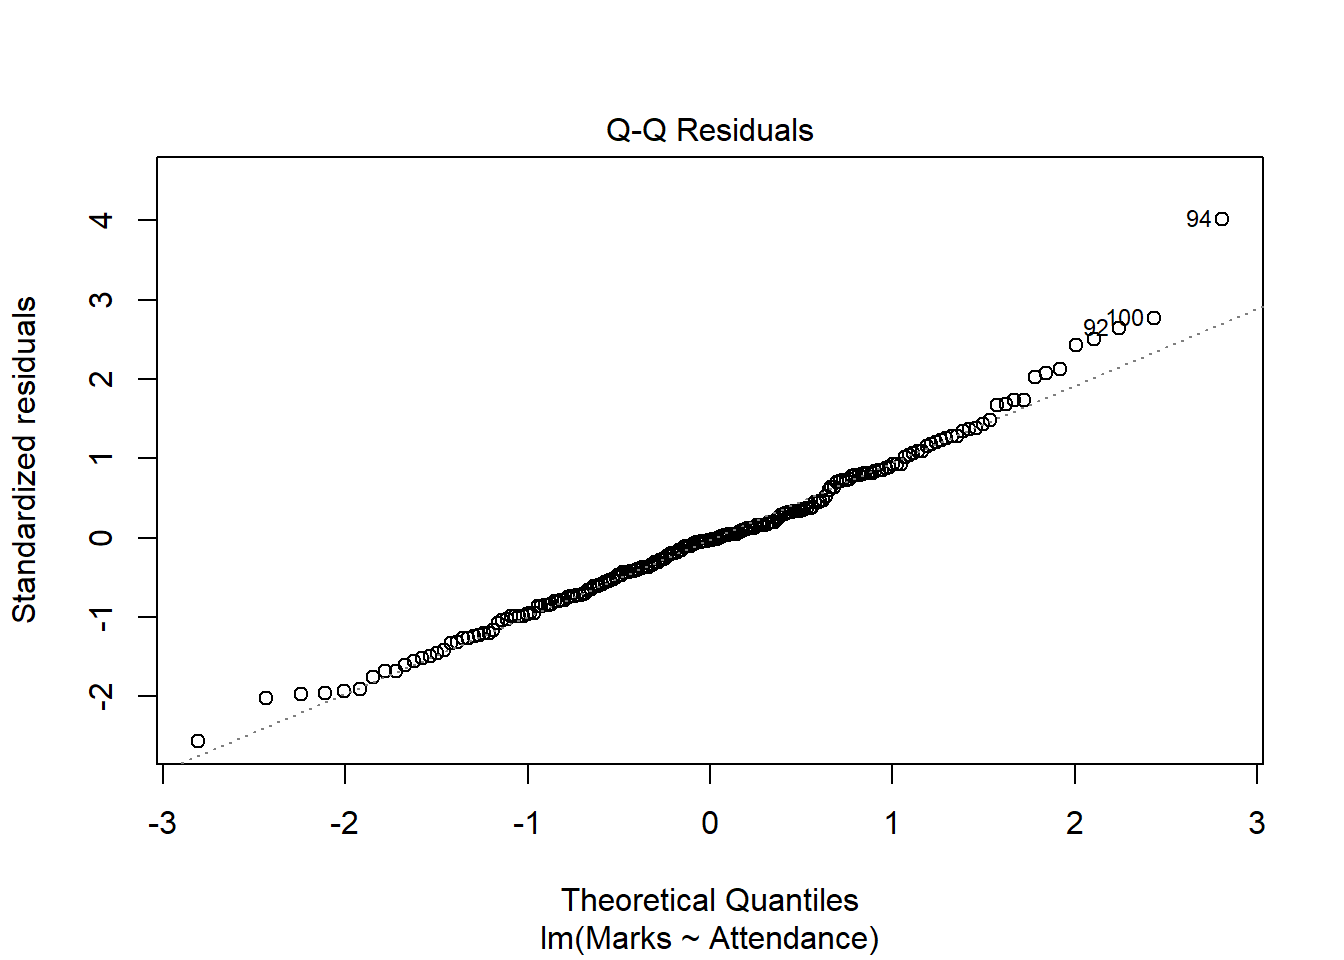 Q-Q Residuals
Standardized residuals
4
3
2
1
0
-1
-2
94
100
92
-3 -2 -1 0 1 2 3
Theoretical Quantiles
lm(Marks ~ Attendance)